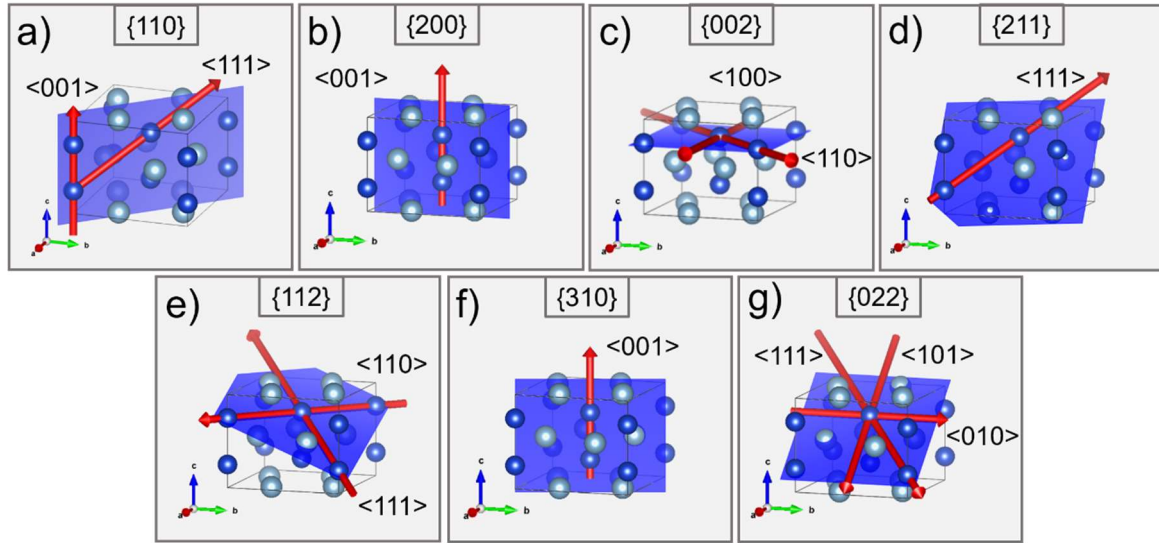 a)
{110}
<001>
<111>
c
a
b
b)
{200}
<001>
c
a
b
c)
{002}
<100>
<110>
c
a
b
d)
{211}
<111>
c
a
b
e)
{112}
<110>
<111>
c
a
b
f)
{310}
<001>
c
a
b
g)
{022}
<111>
<101>
<010>
c
a
b